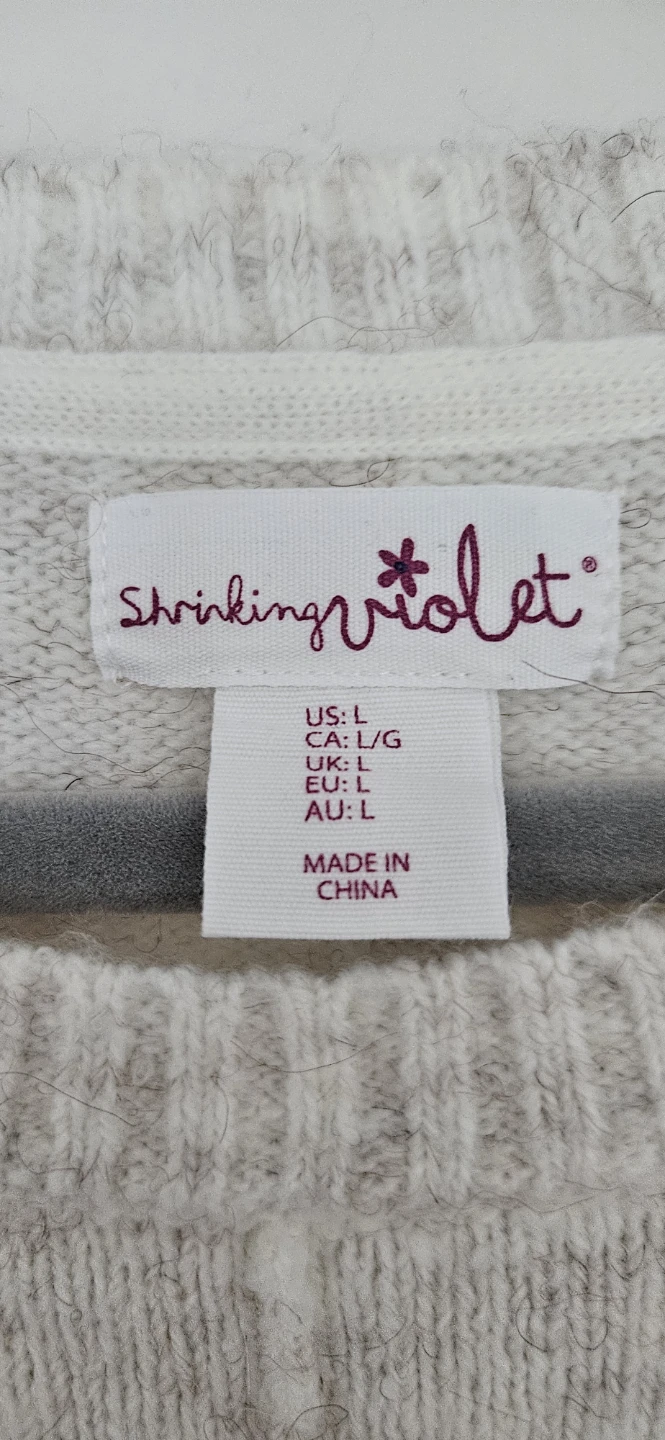 Shrinking violet®
US: L
CA: L/G
UK: L
EU: L
AU: L
MADE IN
CHINA